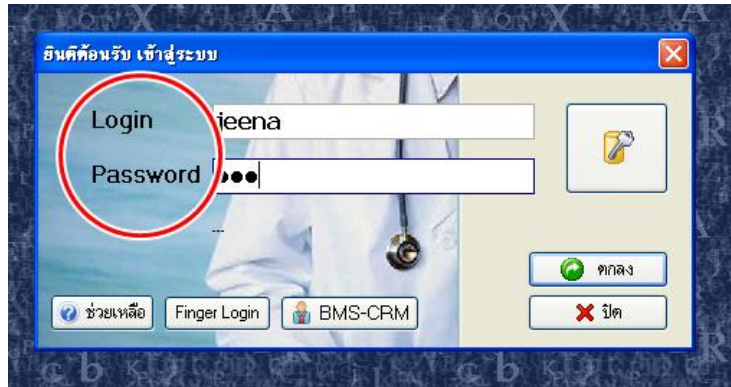 ยินดีต้อนรับ เข้าสู่ระบบ
Login jeena
Password •••
---
ตกลง
ช่วยเหลือ Finger Login BMS-CRM ปิด